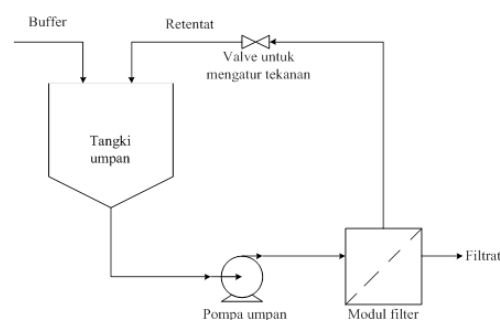 Buffer
Retentat
Valve untuk
mengatur tekanan
Tangki
umpan
Filtrat
Pompa umpan
Modul filter